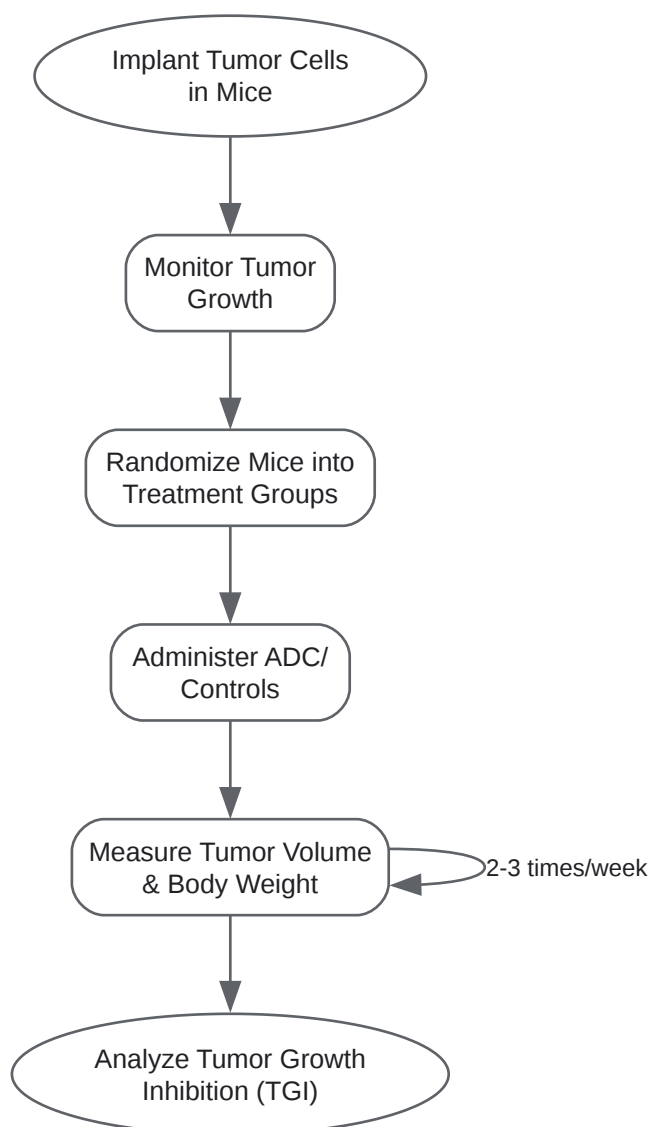 Implant Tumor Cells
in Mice
Monitor Tumor
Growth
Randomize Mice into
Treatment Groups
Administer ADC/
Controls
Measure Tumor Volume
& Body Weight
2-3 times/week
Analyze Tumor Growth
Inhibition (TGI)